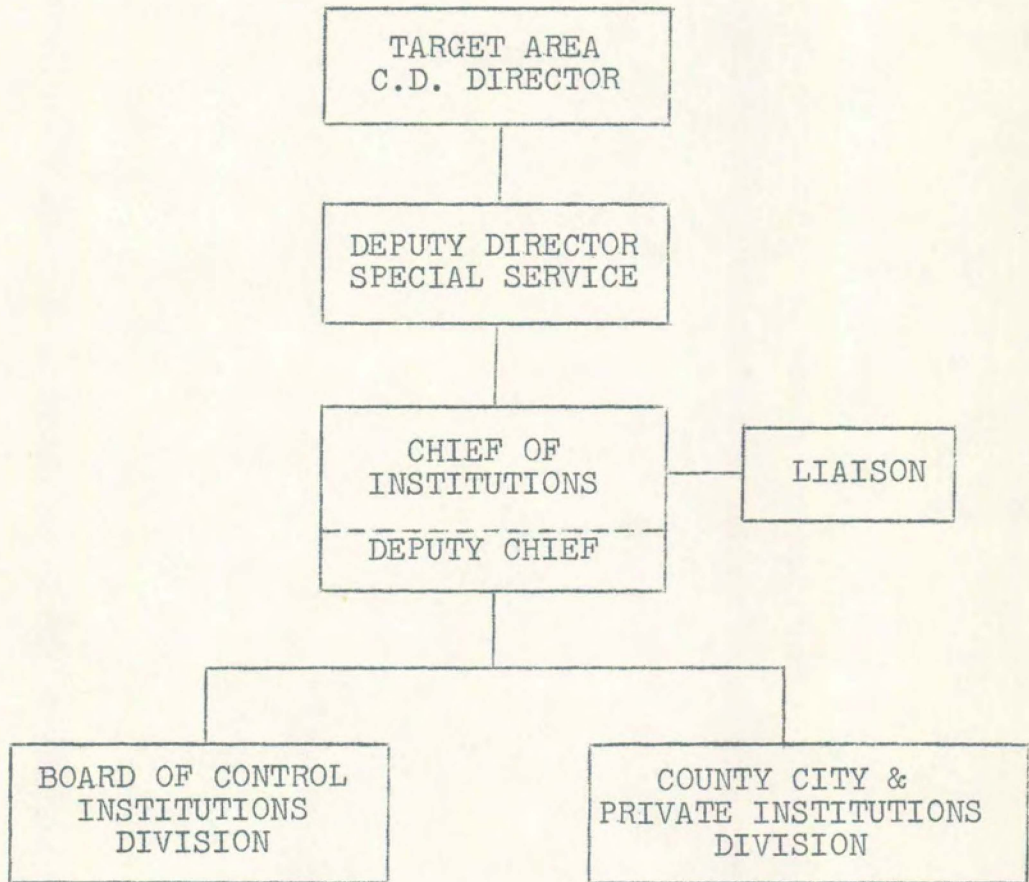 TARGET AREA
C.D. DIRECTOR
DEPUTY DIRECTOR
SPECIAL SERVICE
CHIEF OF
INSTITUTIONS
DEPUTY CHIEF
LIAISON
BOARD OF CONTROL
INSTITUTIONS
DIVISION
COUNTY CITY &
PRIVATE INSTITUTIONS
DIVISION